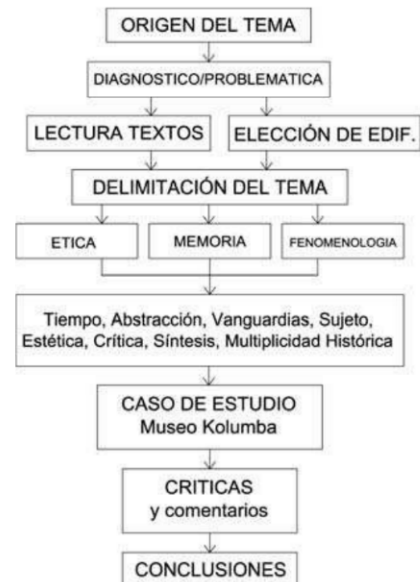 ORIGEN DEL TEMA
DIAGNOSTICO/PROBLEMATICA
LECTURA TEXTOS
ELECCIÓN DE EDIF.
DELIMITACIÓN DEL TEMA
ETICA
MEMORIA
FENOMENOLOGIA
Tiempo, Abstracción, Vanguardias, Sujeto,
Estética, Crítica, Síntesis, Multiplicidad Histórica
CASO DE ESTUDIO
Museo Kolumba
CRITICAS
y comentarios
CONCLUSIONES